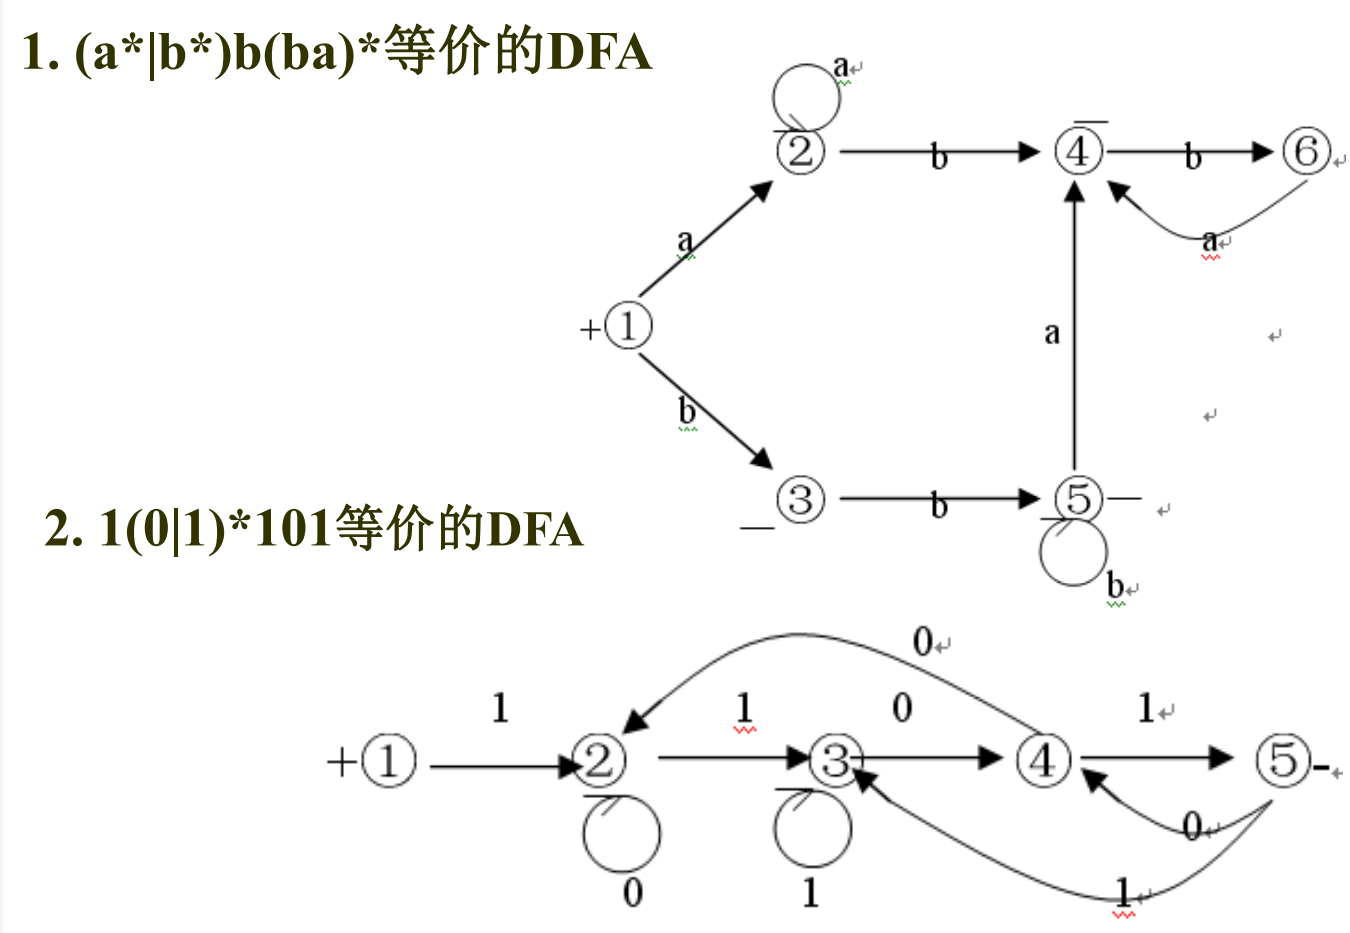 1. (a*|b*)b(ba)*等价的DFA
a
② b ④ b ⑥
a a
+①
a
b
③ b ⑤
b
2. 1(0|1)*101等价的DFA
0
1 1 0 1
+① ② ③ ④ ⑤-
0
0 1 1